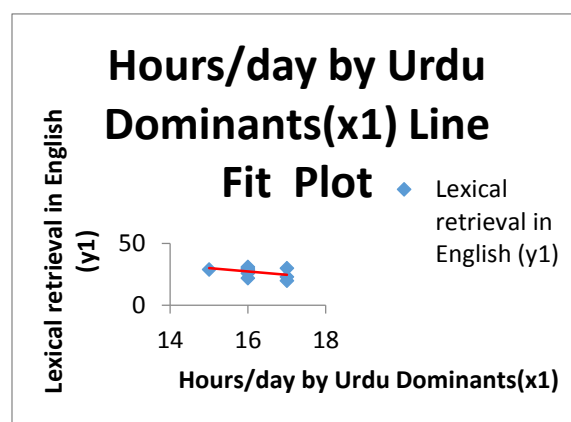 Hours/day by Urdu
Dominants(x1) Line
Fit Plot
Lexical retrieval in English
(y1)
Lexical
retrieval in
English (y1)
50
0
14
16
18
Hours/day by Urdu Dominants(x1)